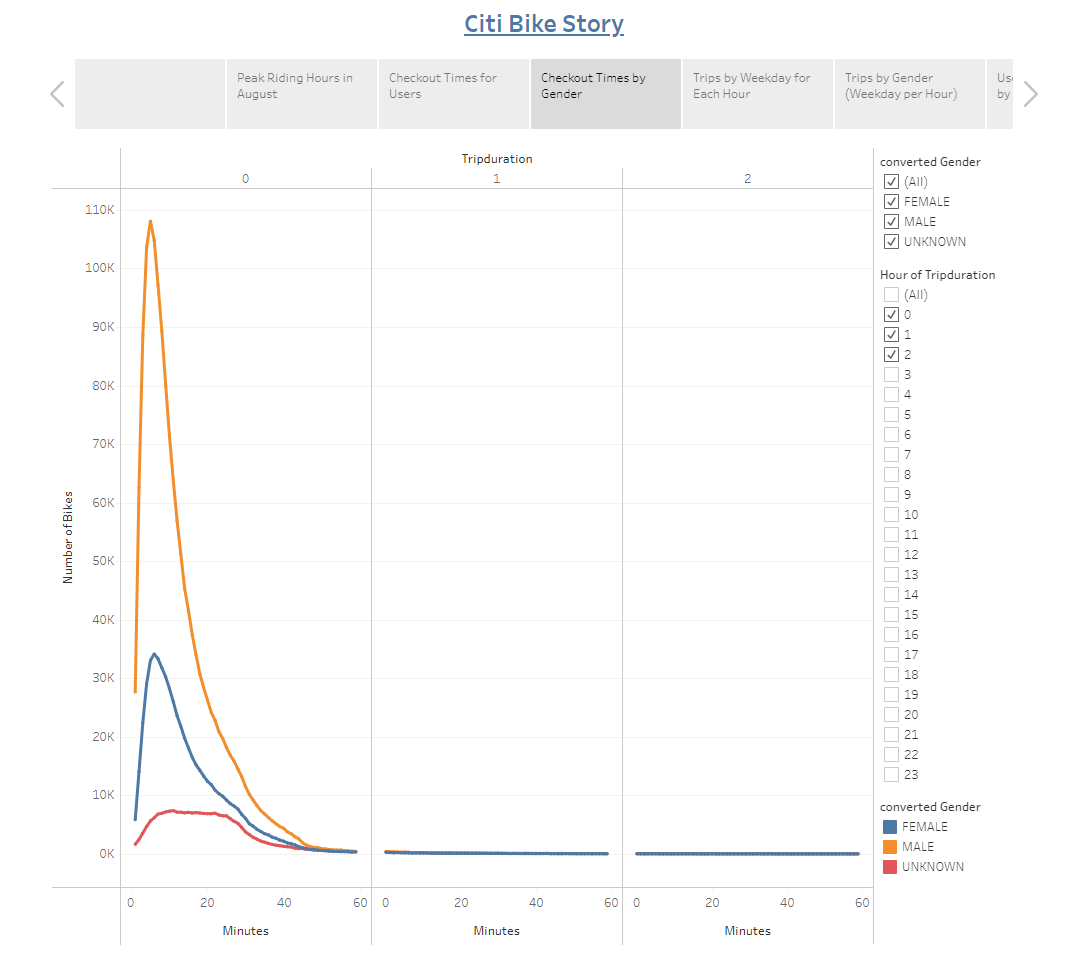 Citi Bike Story
Peak Riding Hours in
August
Checkout Times for
Users
Checkout Times by
Gender
Trips by Weekday for
Each Hour
Trips by Gender
(Weekday per Hour)
by
Tripduration
0
1
2
110K
100K
90K
80K
70K
60K
50K
40K
30K
20K
10K
0K
Number of Bikes
0
20
40
60
0
20
40
60
0
20
40
60
Minutes
Minutes
Minutes
converted Gender
(All)
FEMALE
MALE
UNKNOWN
Hour of Tripduration
(All)
0
1
2
3
4
5
6
7
8
9
10
11
12
13
14
15
16
17
18
19
20
21
22
23
converted Gender
FEMALE
MALE
UNKNOWN